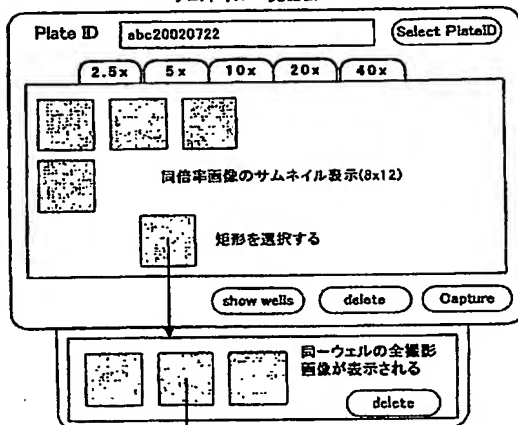 Plate ID
abc20020722
Select PlateID
2.5x 5x 10x 20x 40x
同倍率画像のサムネイル表示(8x12)
矩形を選択する
show wells delete Capture
同一ウェルの全撮影
画像が表示される
delete